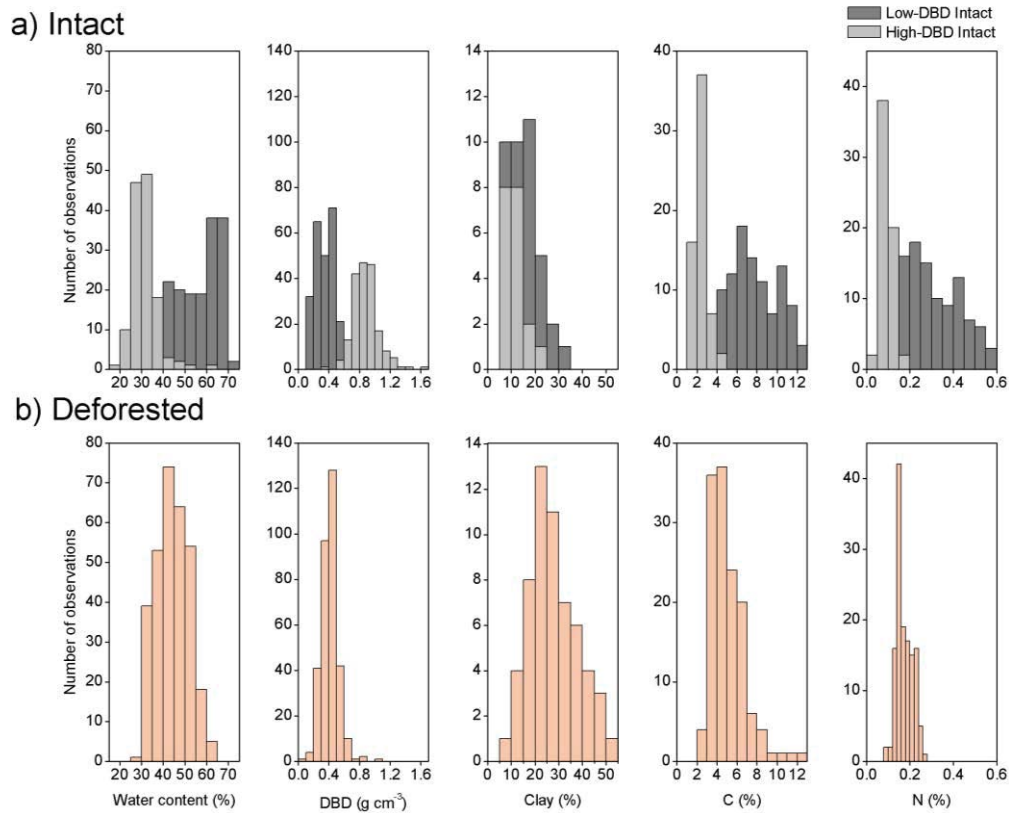 a) Intact
Low-DBD Intact
High-DBD Intact
80 140 14 40
70 120 12 40
60 100 10 30
50 80 8 30
40 60 6 20 20
30 40 4
20 20 2 10 10
10
0 0 0 0 0
Number of observations
20 30 40 50 60 70
0.0 0.4 0.8 1.2 1.6
0 10 20 30 40 50
0 2 4 6 8 10 12
0.0 0.2 0.4 0.6
b) Deforested
80 140 14 40
70 120 12 40
60 100 10 30
50 80 8 30
40 60 6 20 20
30 40 4
20 20 2 10 10
10
0 0 0 0 0
Number of observations
20 30 40 50 60 70
0.0 0.4 0.8 1.2 1.6
0 10 20 30 40 50
0 2 4 6 8 10 12
0.0 0.2 0.4 0.6
Water content (%)
DBD (g cm⁻³)
Clay (%)
C (%)
N (%)